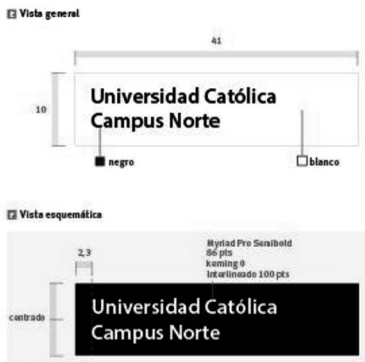 Vista general
41
10
Universidad Católica
Campus Norte
negro
blanco
Vista esquemática
2,3
Myriad Pro Semibold
86 pts
kerning 0
Interlineado 100 pts
centrado
Universidad Católica
Campus Norte